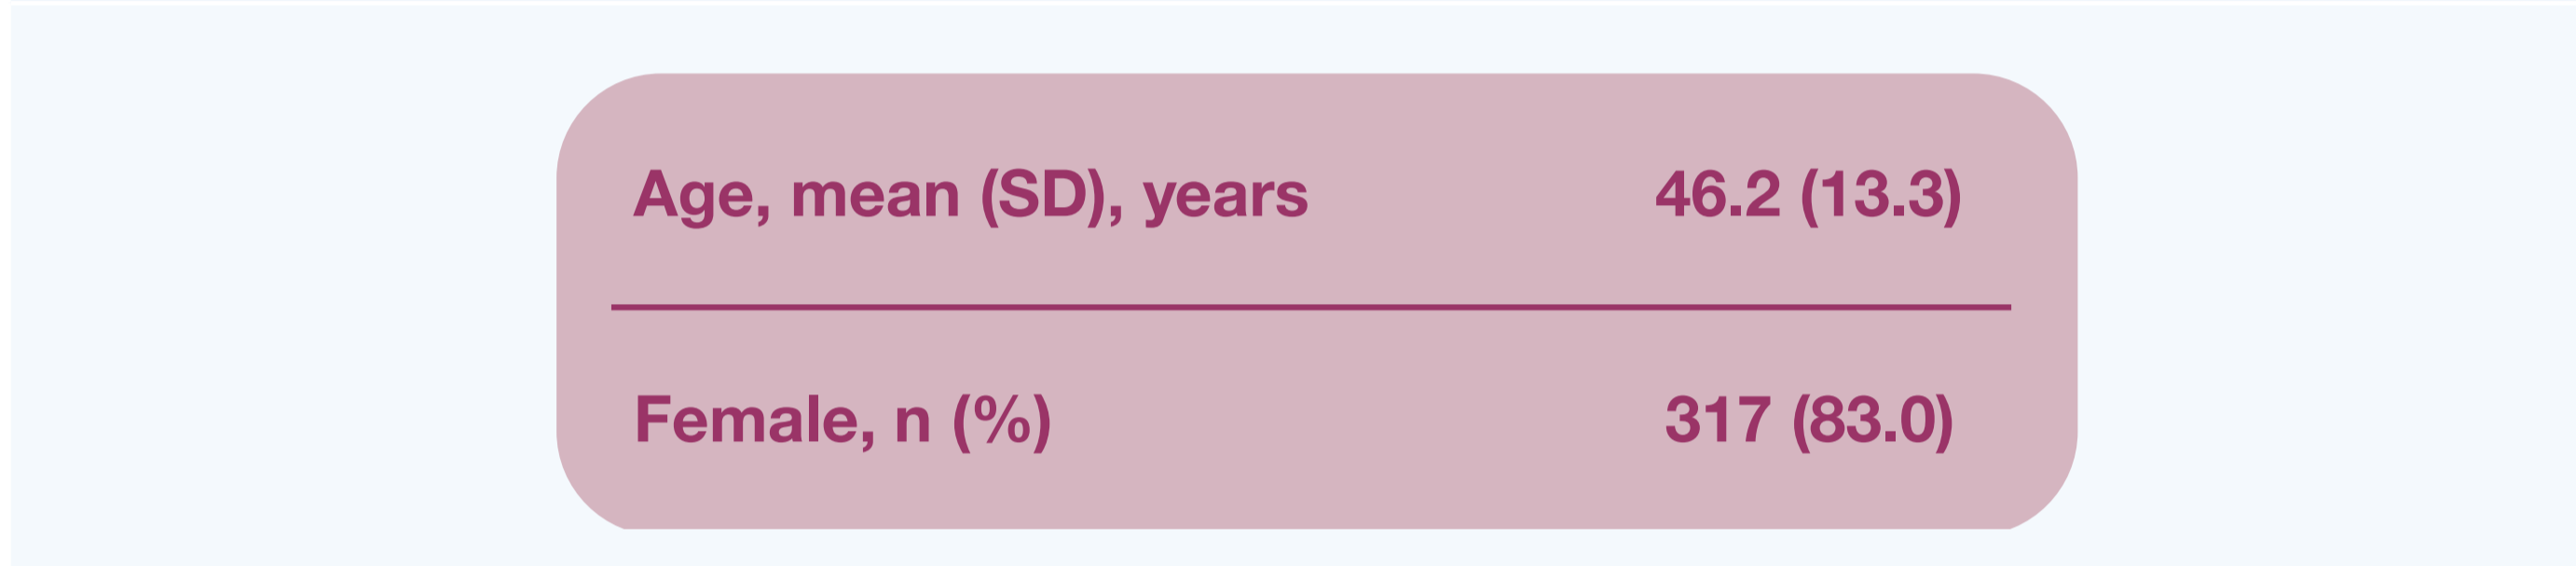 Age, mean (SD), years 46.2 (13.3)
Female, n (%) 317 (83.0)